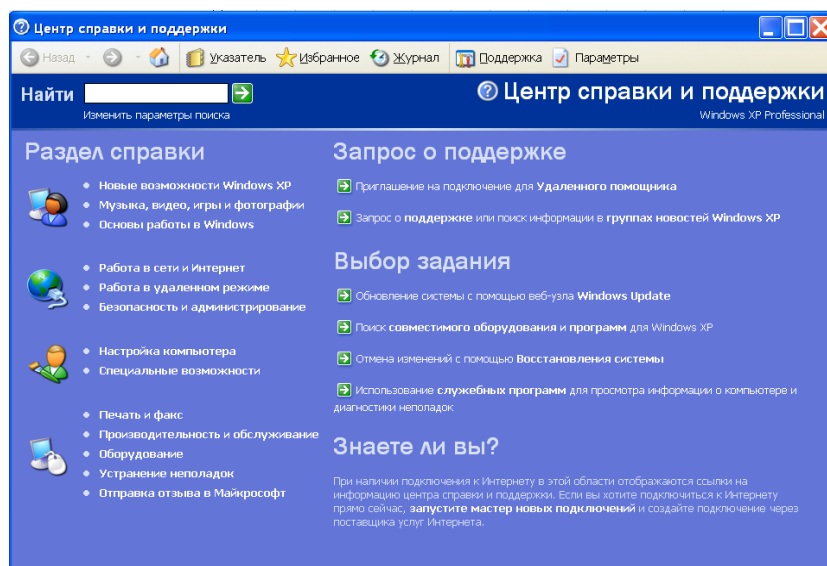 Центр справки и поддержки
Назад
Указатель
Избранное
Журнал
Поддержка
Параметры
Найти
Изменить параметры поиска
Центр справки и поддержки
Windows XP Professional
Раздел справки
Новые возможности Windows XP
Музыка, видео, игры и фотографии
Основы работы в Windows
Работа в сети и Интернет
Работа в удаленном режиме
Безопасность и администрирование
Настройка компьютера
Специальные возможности
Печать и факс
Производительность и обслуживание
Оборудование
Устранение неполадок
Отправка отзыва в Майкрософт
Запрос о поддержке
Приглашение на подключение для Удаленного помощника
Запрос о поддержке или поиск информации в группах новостей Windows XP
Выбор задания
Обновление системы с помощью веб-узла Windows Update
Поиск совместимого оборудования и программ для Windows XP
Отмена изменений с помощью Восстановления системы
Использование служебных программ для просмотра информации о компьютере и
диагностики неполадок
Знаете ли вы?
При наличии подключения к Интернету в этой области отображаются ссылки на
информацию центра справки и поддержки. Если вы хотите подключиться к Интернету
прямо сейчас, запустите мастер новых подключений и создайте подключение через
поставщика услуг Интернета.